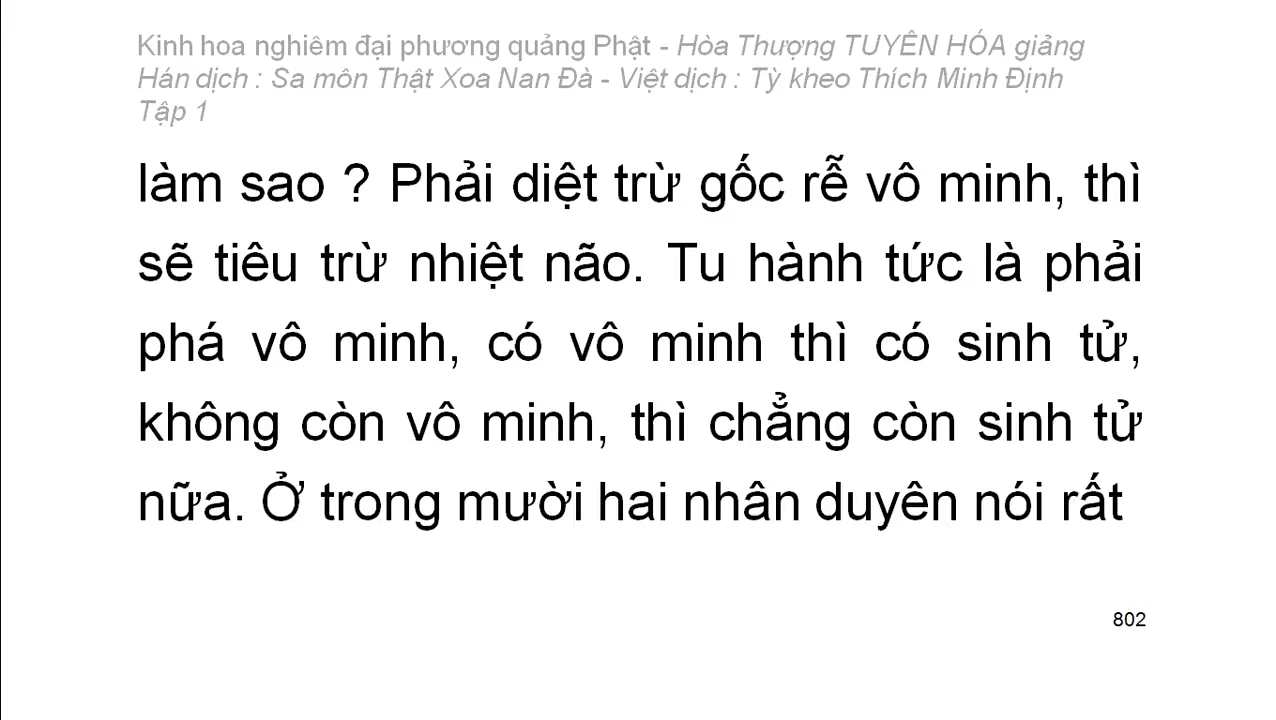 Kinh hoa nghiêm đại phương quảng Phật - Hòa Thượng TUYÊN HÓA giảng
Hán dịch : Sa môn Thật Xoa Nan Đà - Việt dịch : Tỳ kheo Thích Minh Định
Tập 1
làm sao ? Phải diệt trừ gốc rễ vô minh, thì
sẽ tiêu trừ nhiệt não. Tu hành tức là phải
phá vô minh, có vô minh thì có sinh tử,
không còn vô minh, thì chẳng còn sinh tử
nữa. Ở trong mười hai nhân duyên nói rất
802